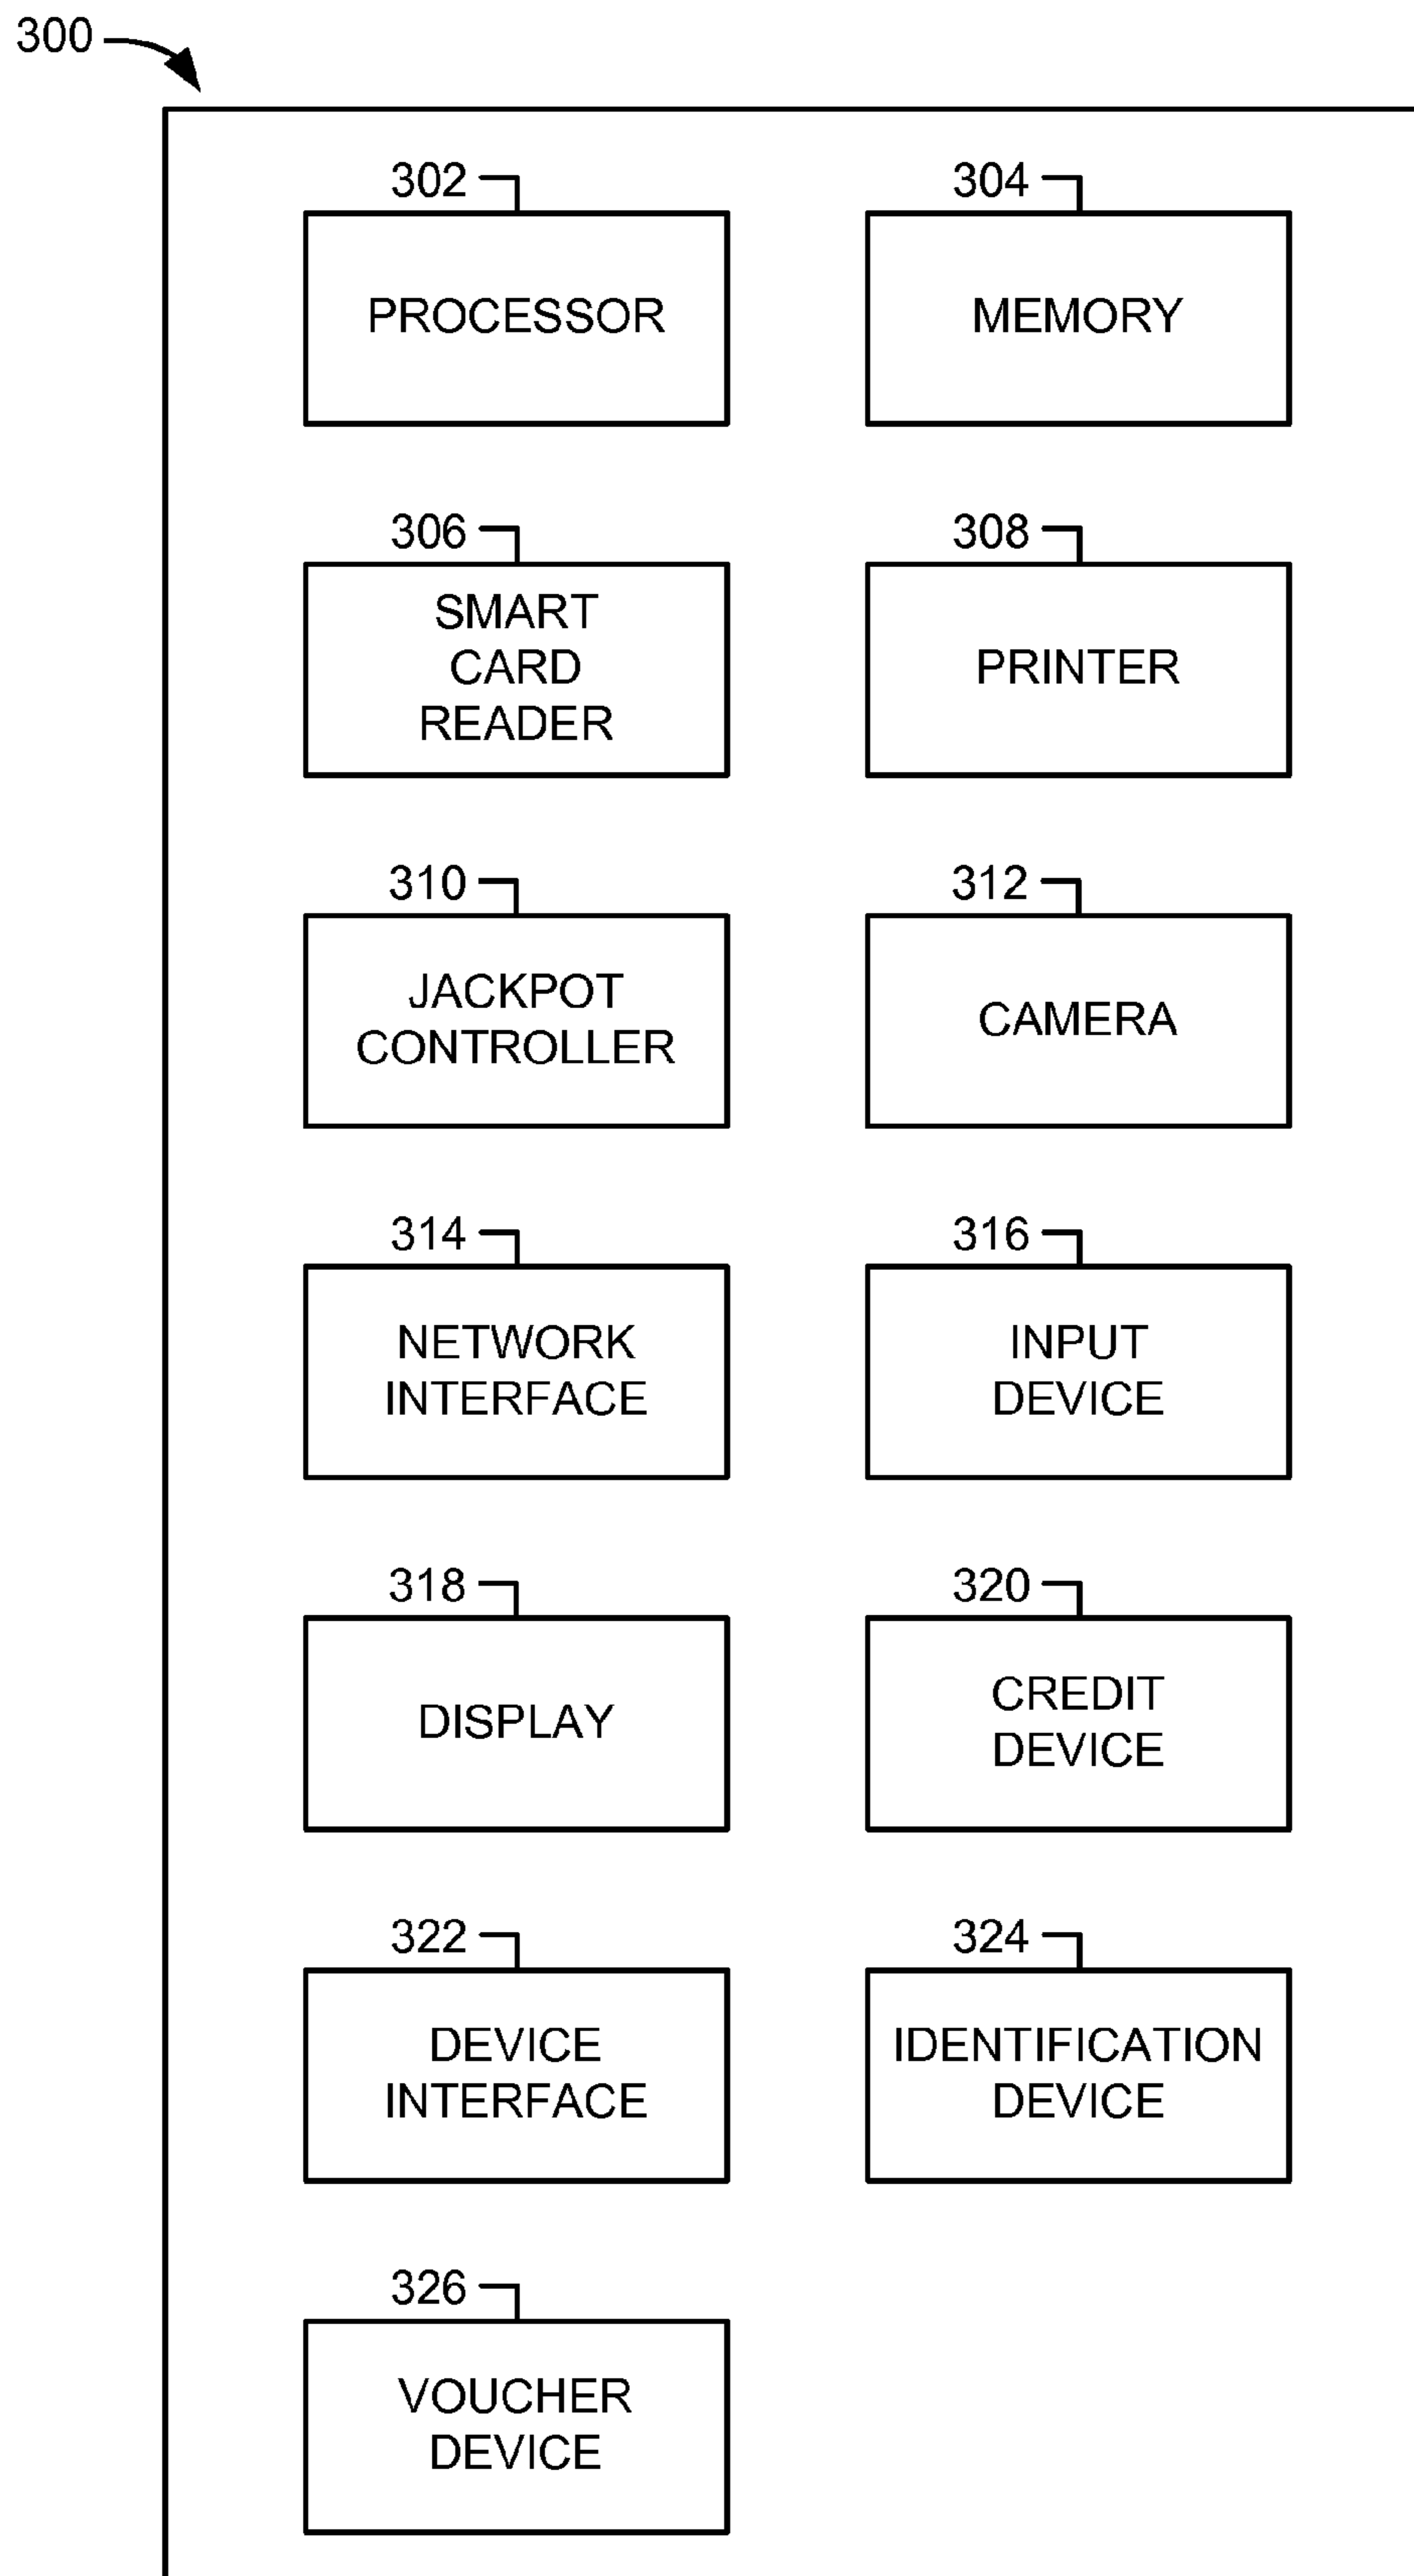 300
302
304
PROCESSOR
MEMORY
306
308
SMART
CARD
READER
PRINTER
310
312
JACKPOT
CONTROLLER
CAMERA
314
316
NETWORK
INTERFACE
INPUT
DEVICE
318
320
DISPLAY
CREDIT
DEVICE
322
324
DEVICE
INTERFACE
IDENTIFICATION
DEVICE
326
VOUCHER
DEVICE